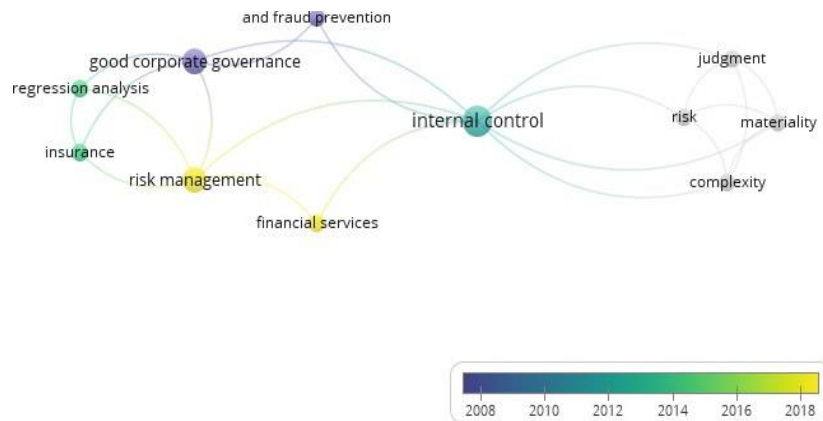 and fraud prevention
good corporate governance
judgment
regression analysis
internal control
risk
materiality
insurance
risk management
complexity
financial services
2008 2010 2012 2014 2016 2018